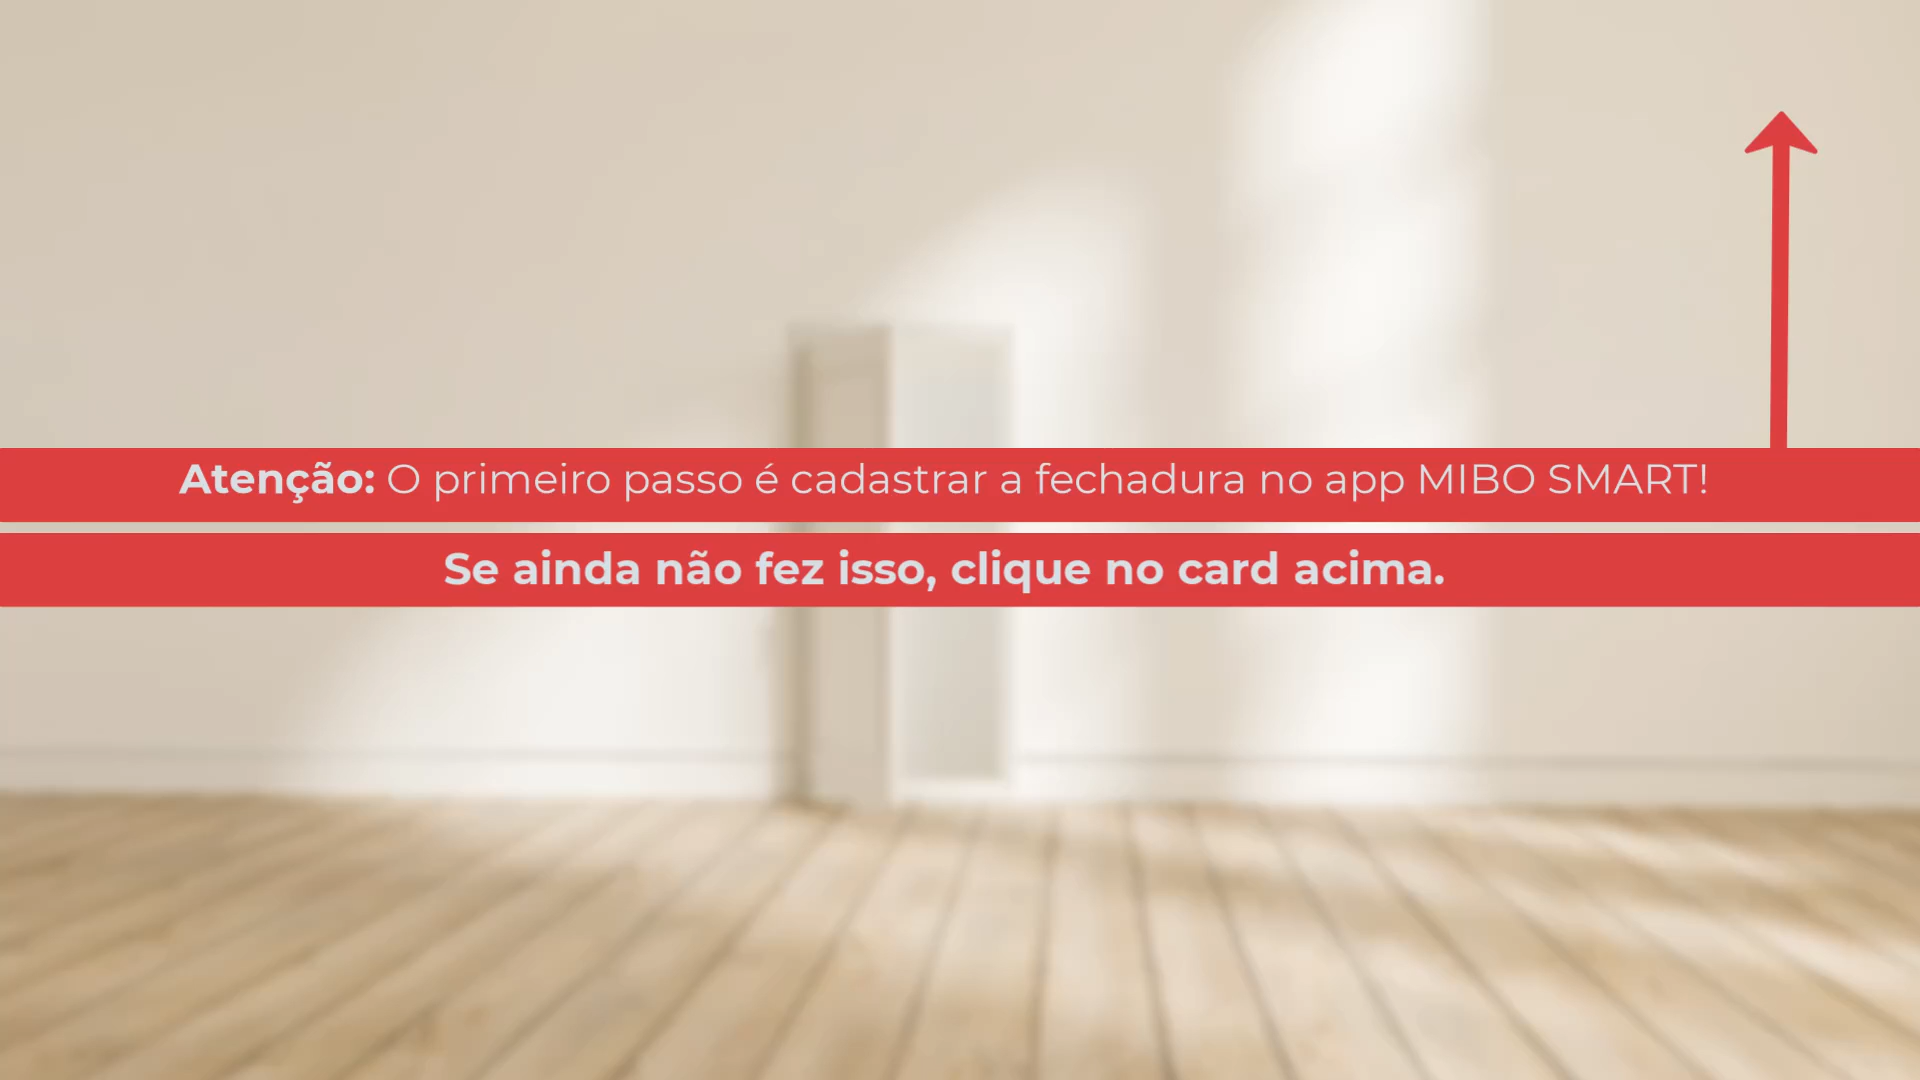 Atenção: O primeiro passo é cadastrar a fechadura no app MIBO SMART!
Se ainda não fez isso, clique no card acima.